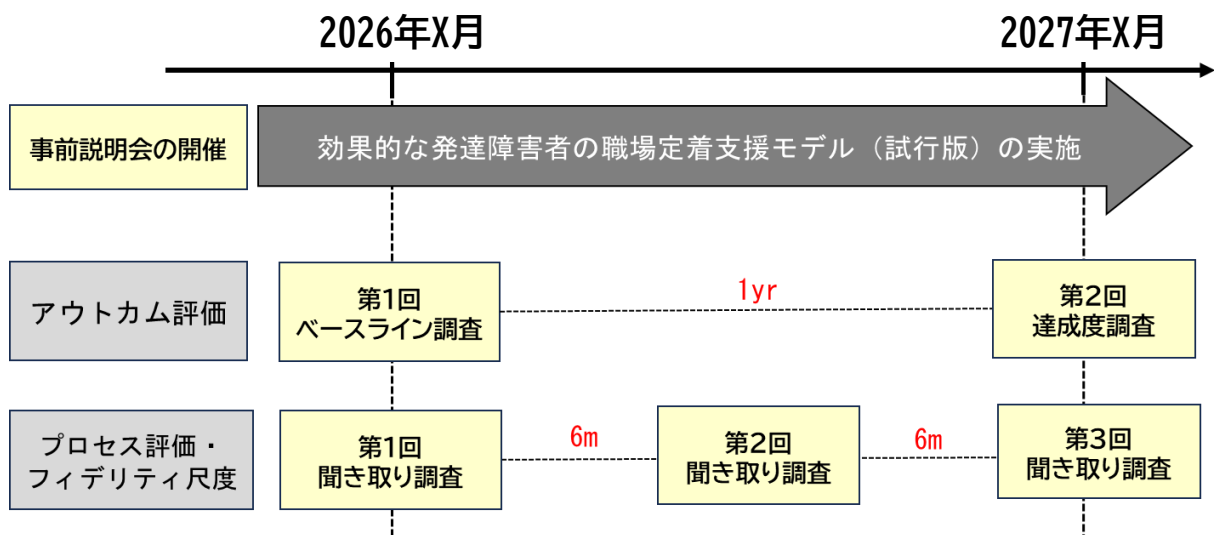 2026年X月
2027年X月
事前説明会の開催
効果的な発達障害者の職場定着支援モデル（試行版）の実施
アウトカム評価
第1回
ベースライン調査
1yr
第2回
達成度調査
プロセス評価・
フィデリティ尺度
第1回
聞き取り調査
6m
第2回
聞き取り調査
6m
第3回
聞き取り調査